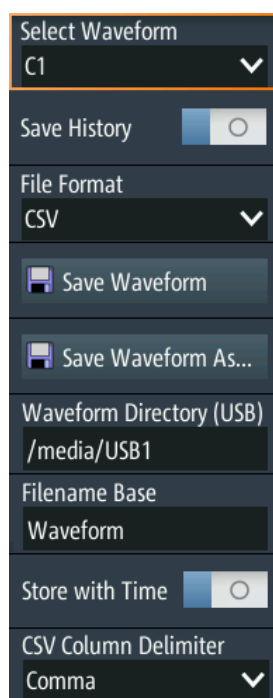 Select Waveform
C1
Save History
File Format
CSV
Save Waveform
Save Waveform As...
Waveform Directory (USB)
/media/USB1
Filename Base
Waveform
Store with Time
CSV Column Delimiter
Comma